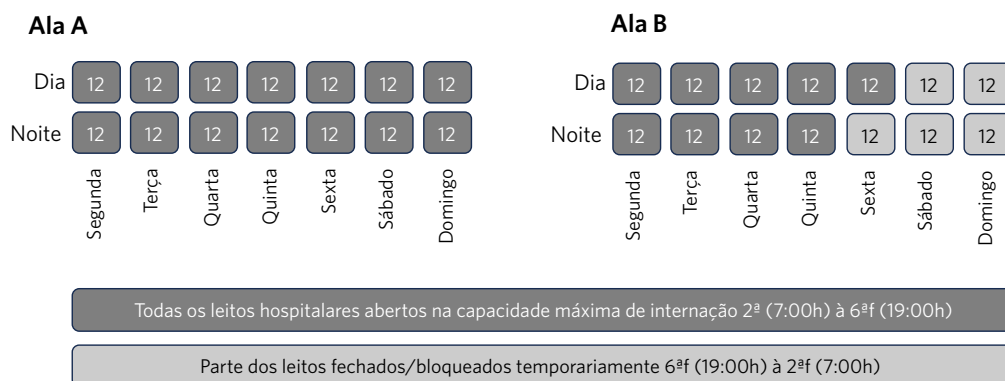 Ala A
Dia 12 12 12 12 12 12 12
Noite 12 12 12 12 12 12 12
Segunda Terça Quarta Quinta Sexta Sábado Domingo
Ala B
Dia 12 12 12 12 12 12 12
Noite 12 12 12 12 12 12 12
Segunda Terça Quarta Quinta Sexta Sábado Domingo
Todas os leitos hospitalares abertos na capacidade máxima de internação 2ª (7:00h) à 6ªf (19:00h)
Parte dos leitos fechados/bloqueados temporariamente 6ªf (19:00h) à 2ªf (7:00h)